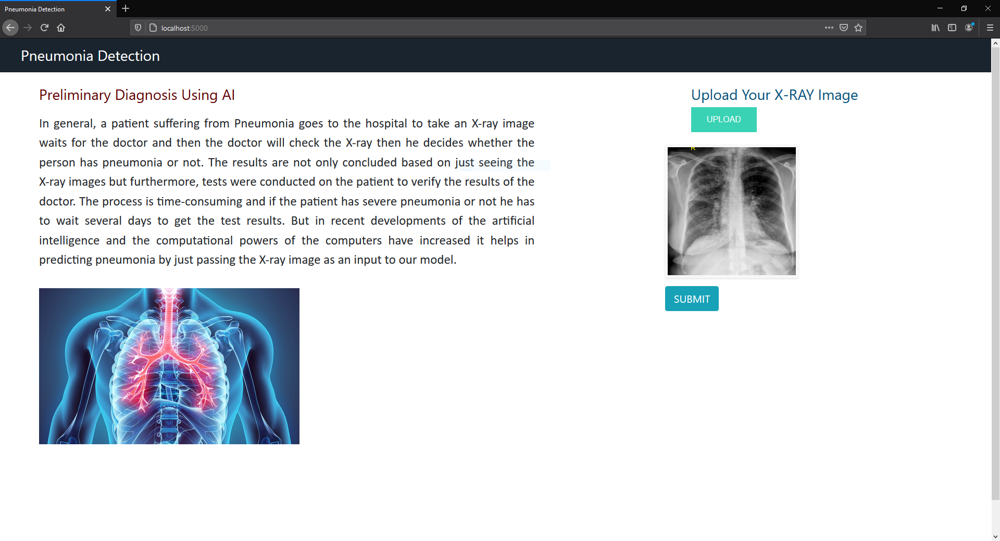 Pneumonia Detection
localhost:5000
Pneumonia Detection
Preliminary Diagnosis Using AI
In general, a patient suffering from Pneumonia goes to the hospital to take an X-ray image
waits for the doctor and then the doctor will check the X-ray then he decides whether the
person has pneumonia or not. The results are not only concluded based on just seeing the
X-ray images but furthermore, tests were conducted on the patient to verify the results of the
doctor. The process is time-consuming and if the patient has severe pneumonia or not he has
to wait several days to get the test results. But in recent developments of the artificial
intelligence and the computational powers of the computers have increased it helps in
predicting pneumonia by just passing the X-ray image as an input to our model.
Upload Your X-RAY Image
UPLOAD
R
SUBMIT